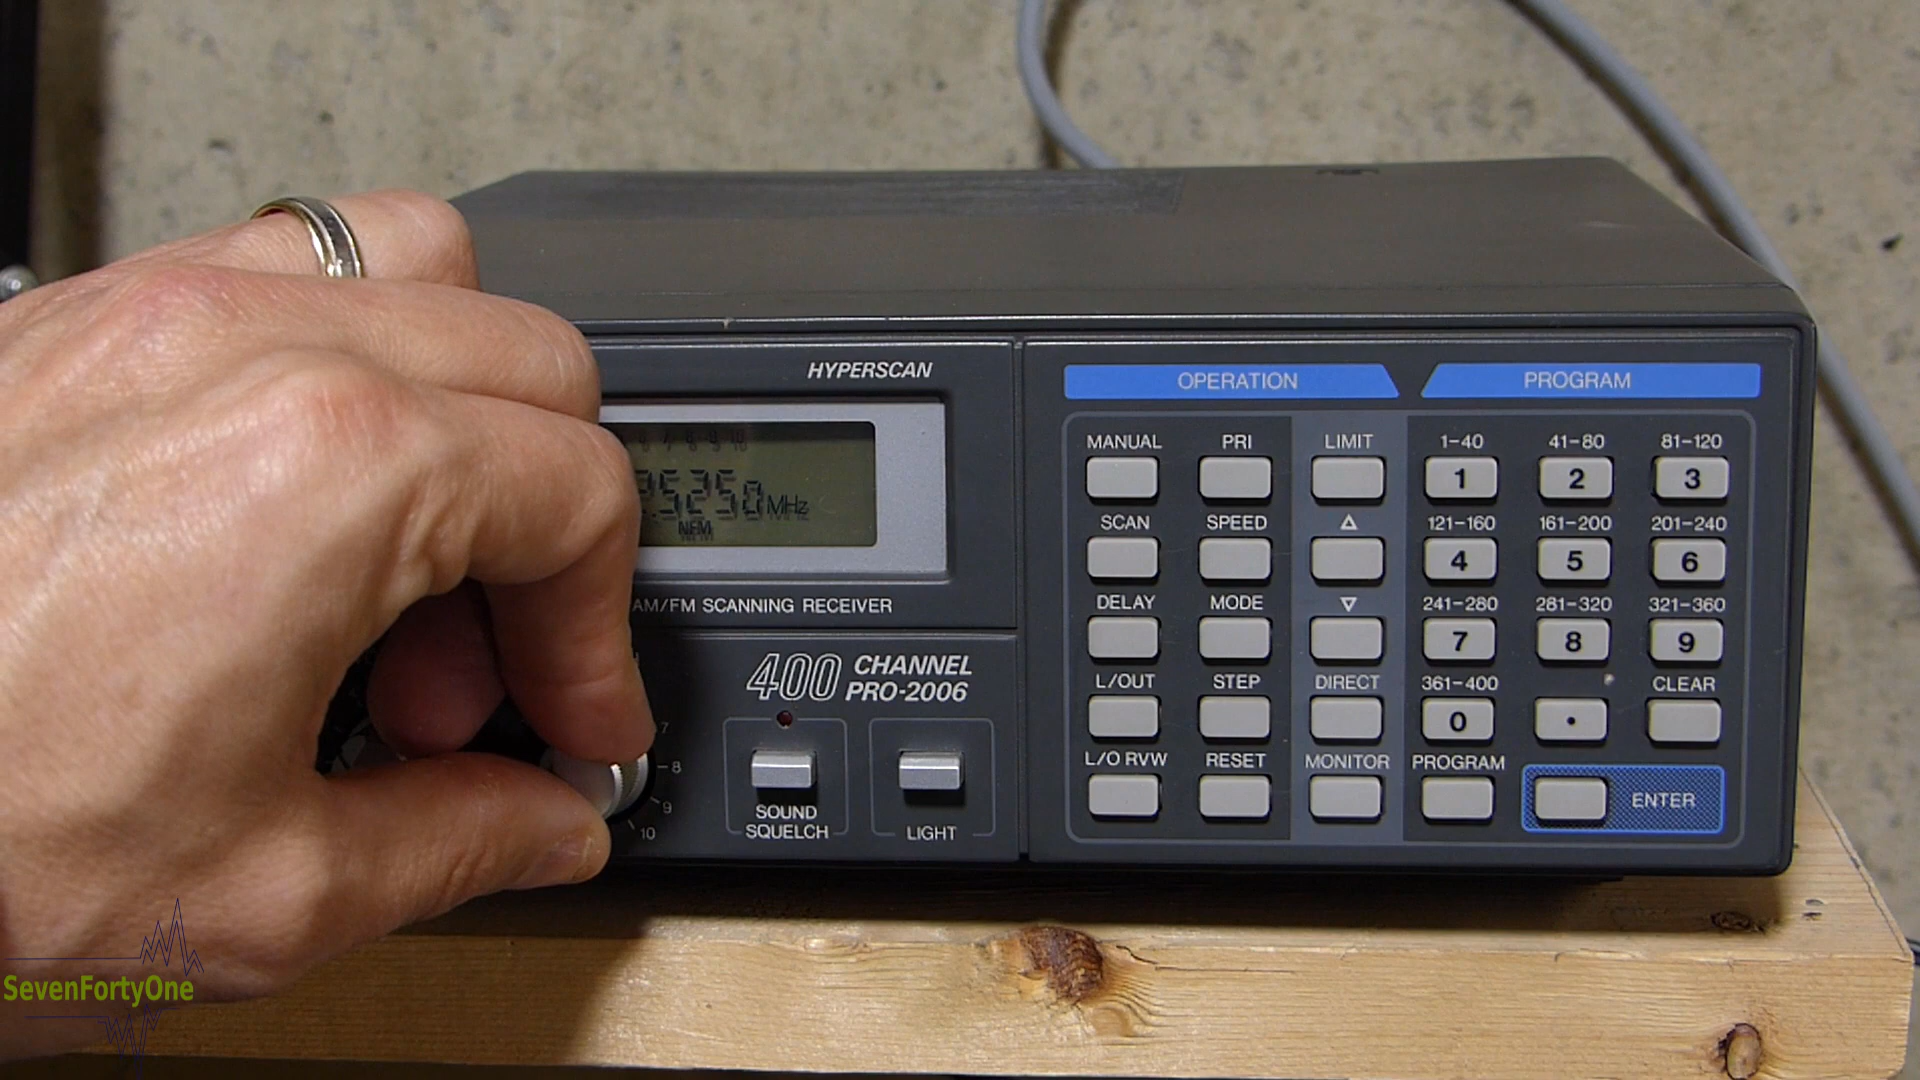 HYPERSCAN
.5250 MHz
NFM
AM/FM SCANNING RECEIVER
400 CHANNEL
PRO-2006
7
8
9
10
SOUND
SQUELCH
LIGHT
OPERATION
PROGRAM
MANUAL PRI LIMIT 1-40 41-80 81-120
1 2 3
SCAN SPEED △ 121-160 161-200 201-240
4 5 6
DELAY MODE ▽ 241-280 281-320 321-360
7 8 9
L/OUT STEP DIRECT 361-400 CLEAR
0 •
L/O RVW RESET MONITOR PROGRAM
ENTER
SevenFortyOne